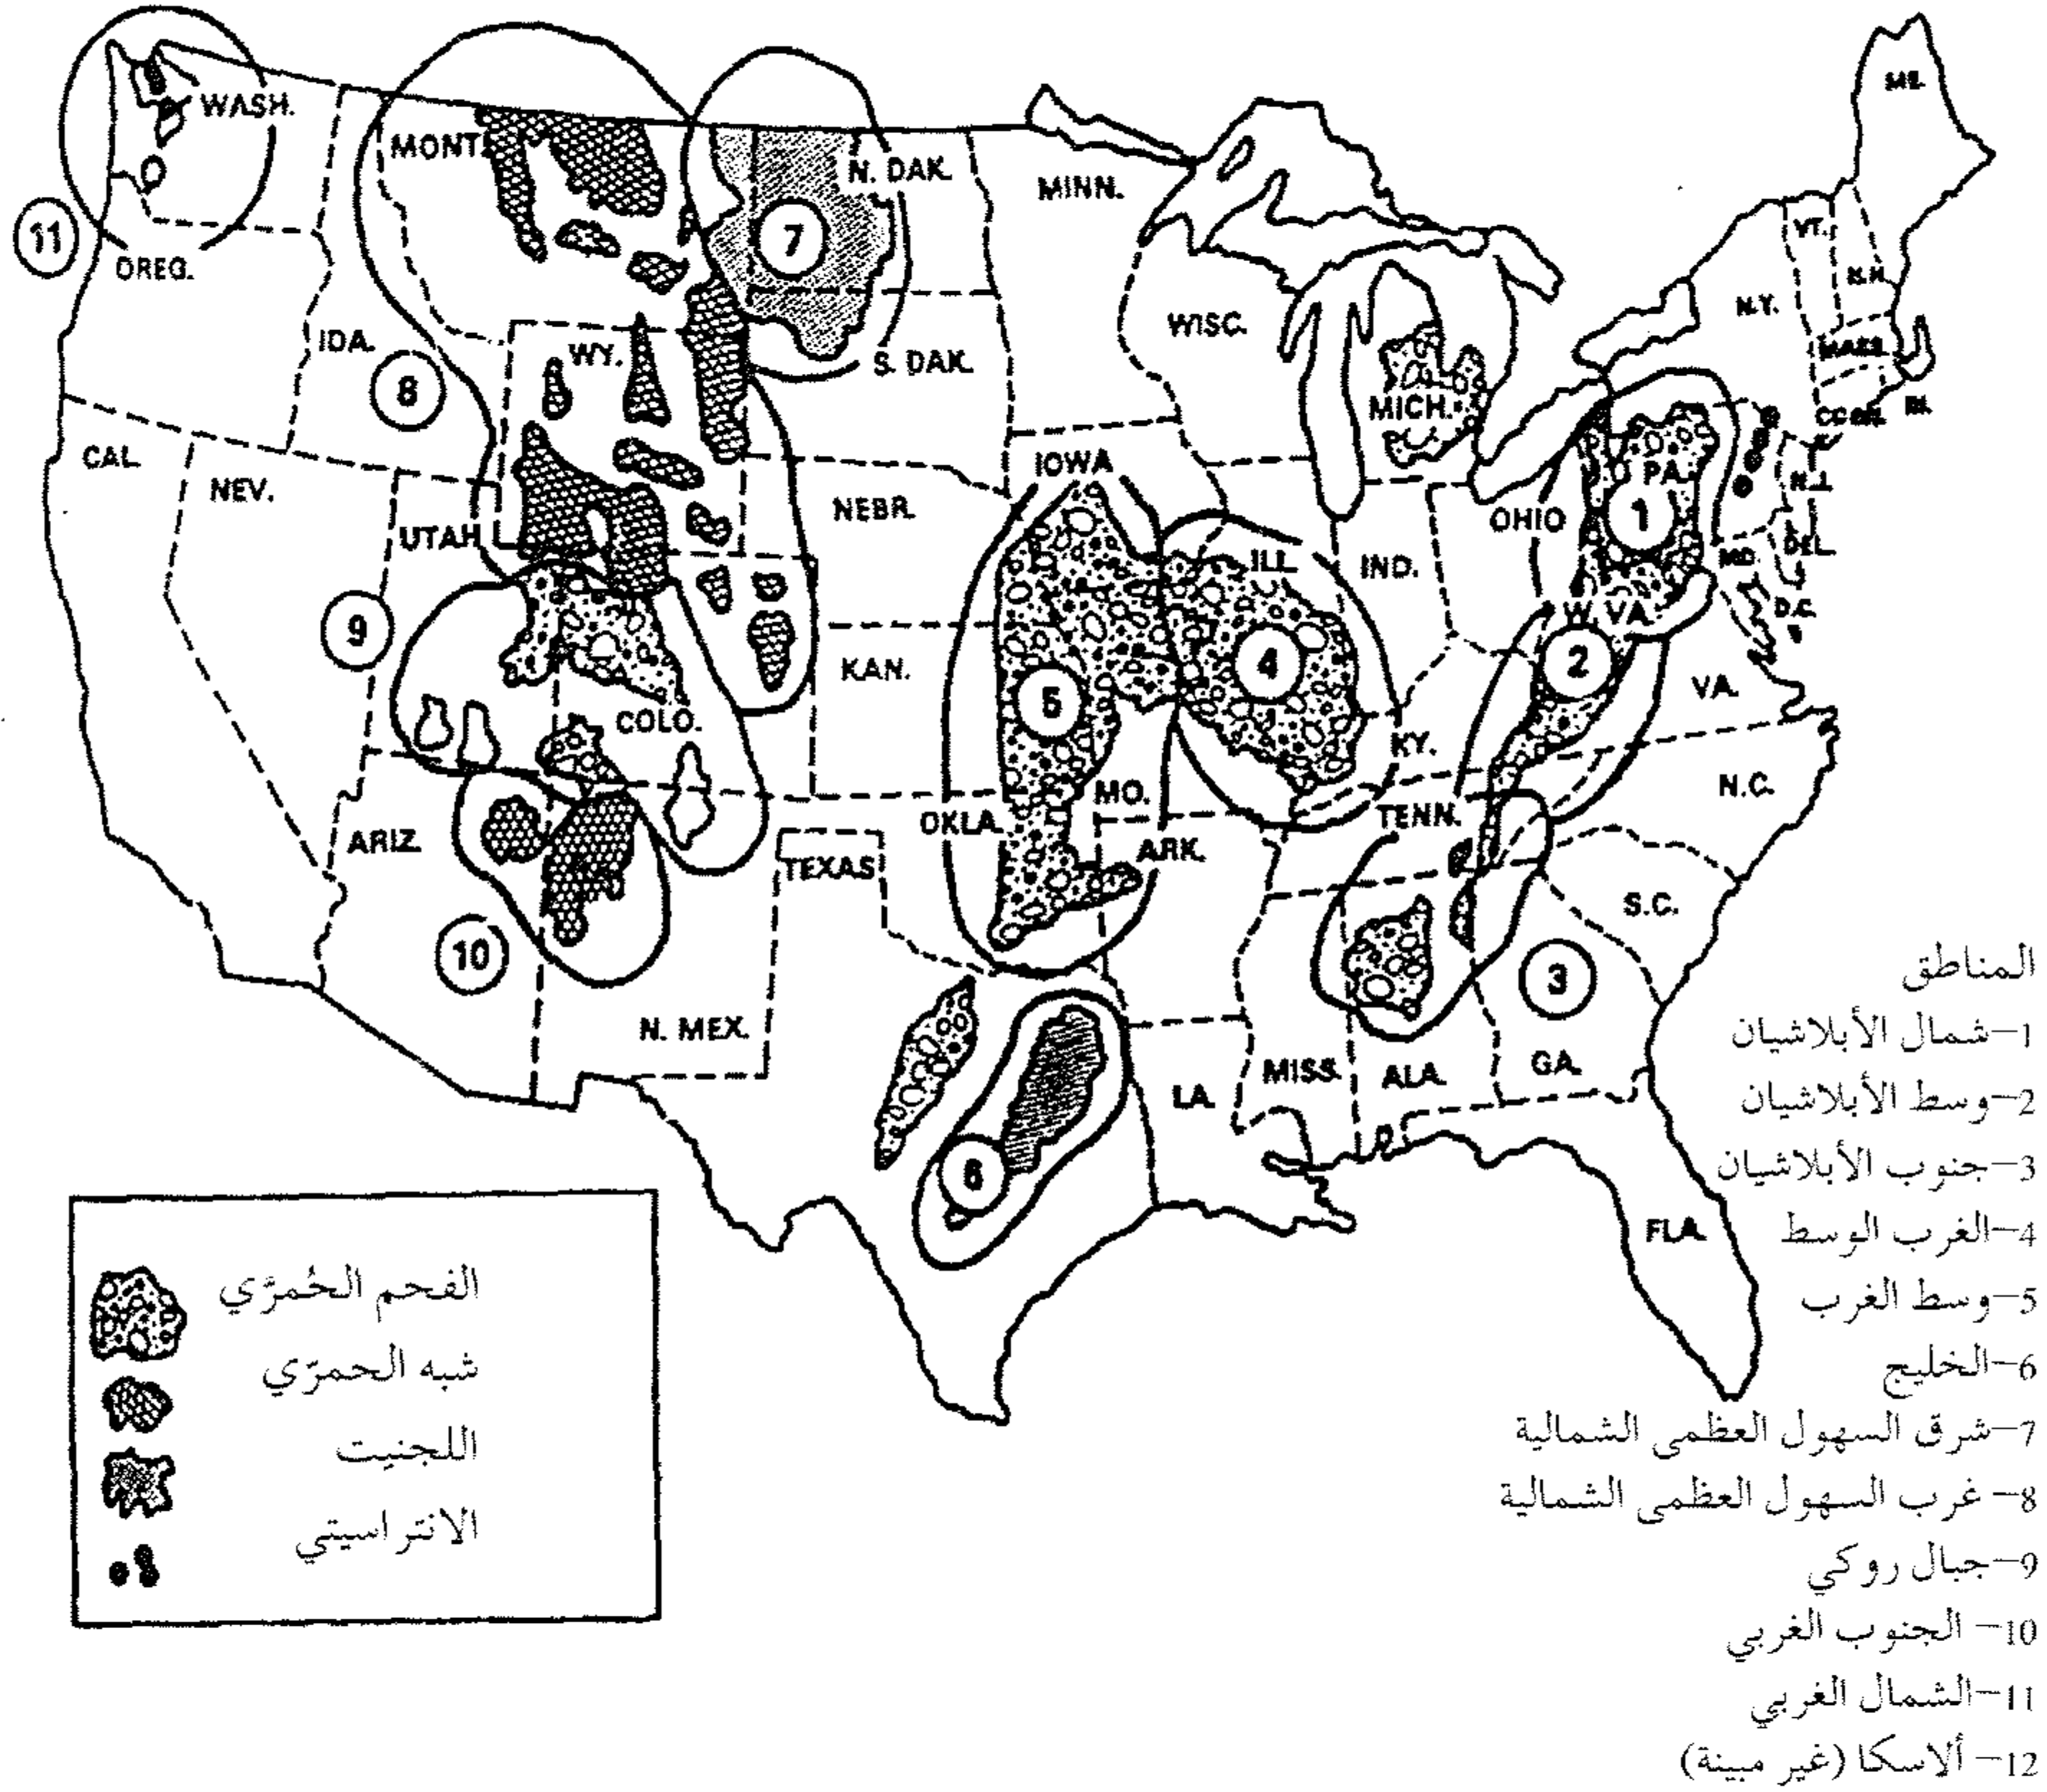 ME.
WASH.
MONT.
N. DAK.
MINN.
VT.
N.H.
11
7
OREG.
N.Y.
WISC.
IDA.
WY.
S. DAK.
MASS.
8
MICH.
CONN.
R.I.
CAL.
IOWA
PA.
NEV.
N.J.
NEBR.
1
OHIO
UTAH
ILL.
IND.
MD.
DEL.
9
W. VA.
D.C.
4
2
KAN.
5
VA.
COLO.
KY.
MO.
N.C.
OKLA.
TENN.
ARIZ.
ARK.
TEXAS
S.C.
10
3
N. MEX.
MISS.
ALA.
GA.
LA.
6
FLA.
المناطق
1–شمال الأبلاشيان
2–وسط الأبلاشيان
3–جنوب الأبلاشيان
4–الغرب الوسط
5–وسط الغرب
6–الخليج
7–شرق السهول العظمى الشمالية
8– غرب السهول العظمى الشمالية
9–جبال روكي
10– الجنوب الغربي
11–الشمال الغربي
12– ألاسكا (غير مبينة)
الفحم الحُمرّي
شبه الحمرّي
اللجنيت
الانتراسيتي